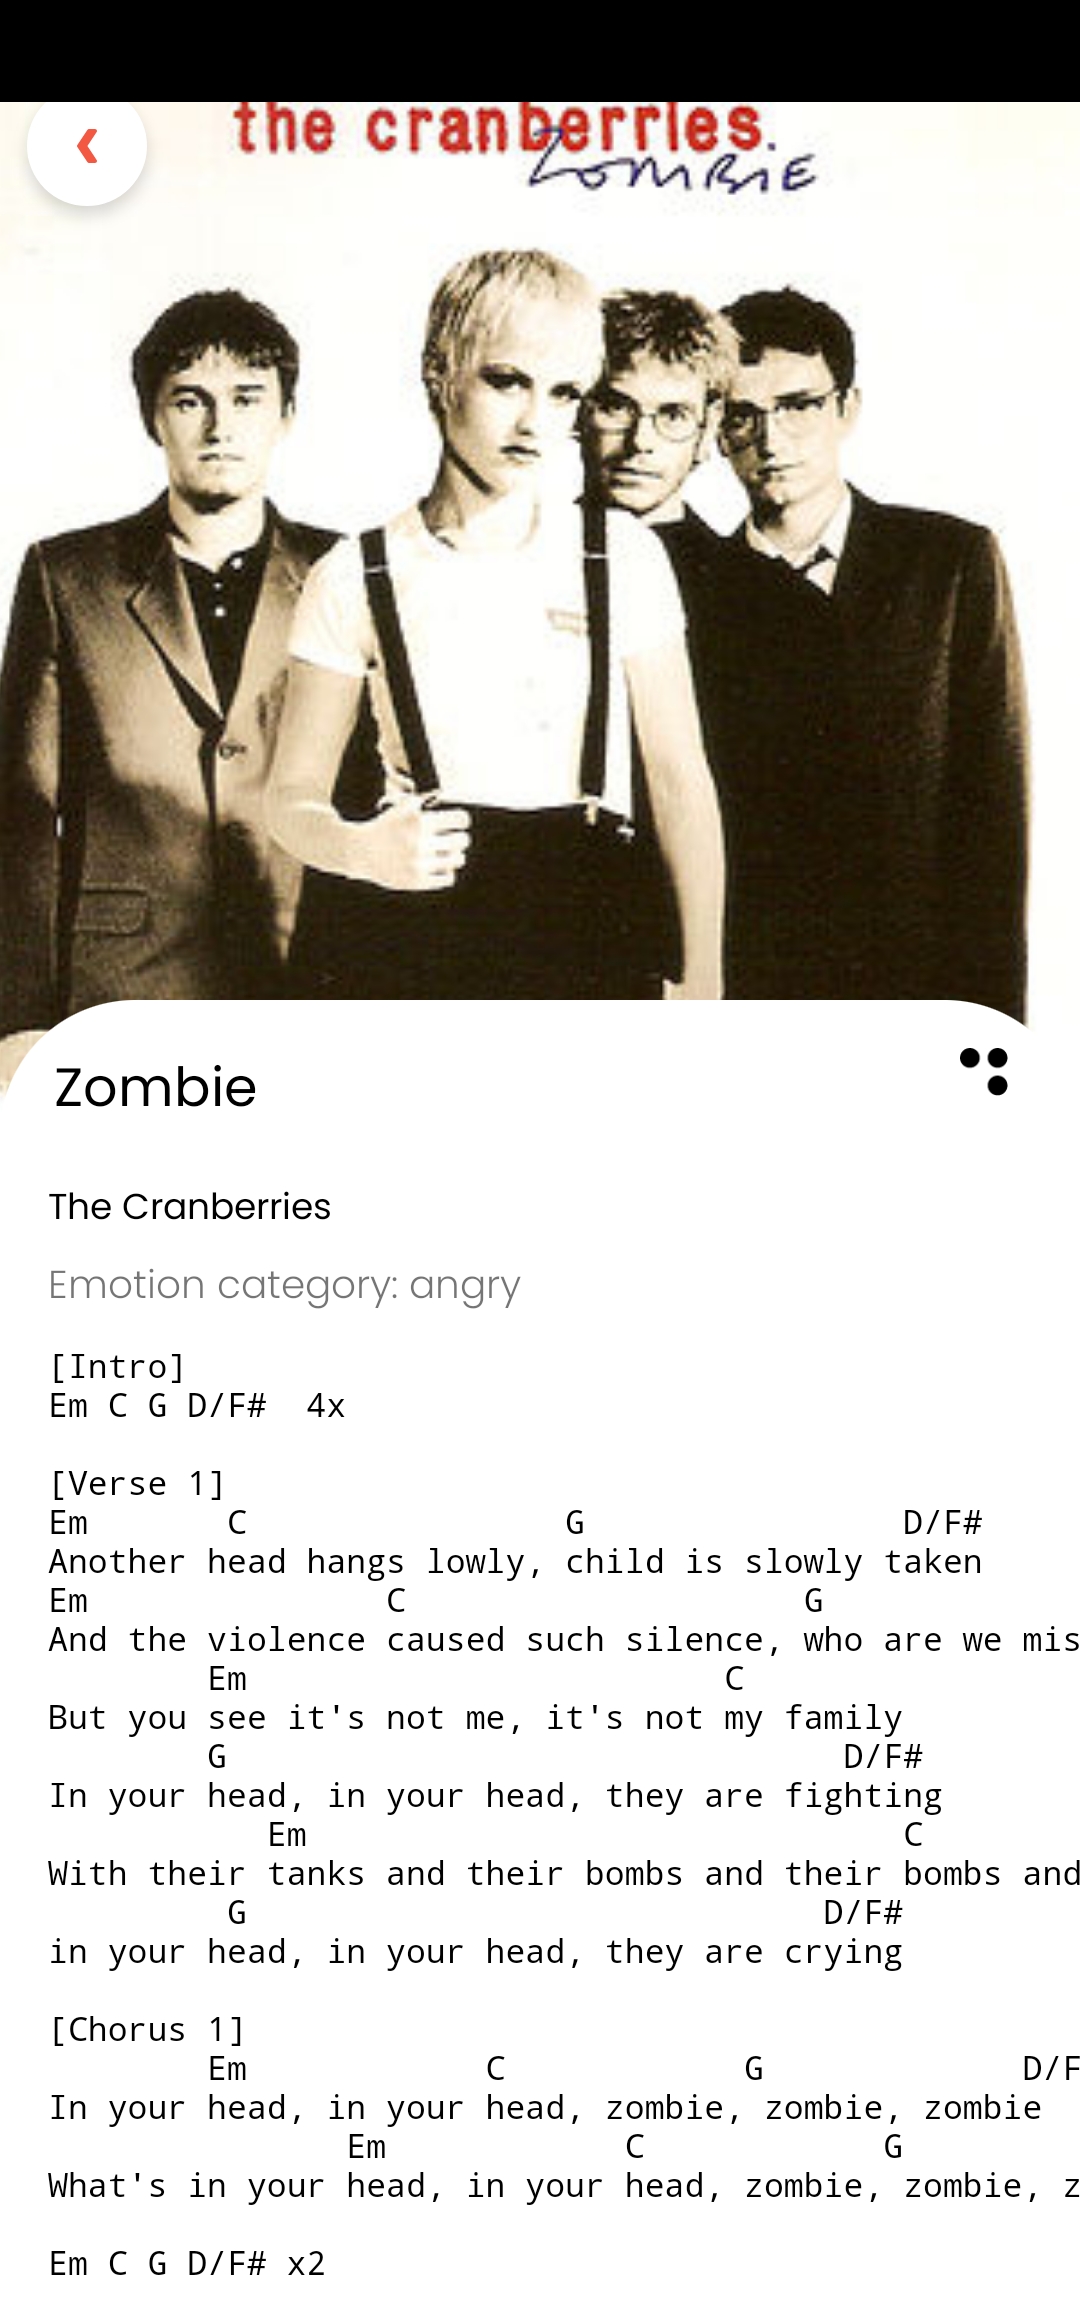 the cranberries.
ZOMBIE
Zombie
The Cranberries
Emotion category: angry
[Intro]
Em C G D/F#  4x
[Verse 1]
Em       C                G                D/F#
Another head hangs lowly, child is slowly taken
Em               C                    G
And the violence caused such silence, who are we mis
        Em                        C
But you see it's not me, it's not my family
        G                               D/F#
In your head, in your head, they are fighting
           Em                              C
With their tanks and their bombs and their bombs and
         G                             D/F#
in your head, in your head, they are crying
[Chorus 1]
        Em            C            G             D/F
In your head, in your head, zombie, zombie, zombie
               Em            C            G
What's in your head, in your head, zombie, zombie, z
Em C G D/F# x2